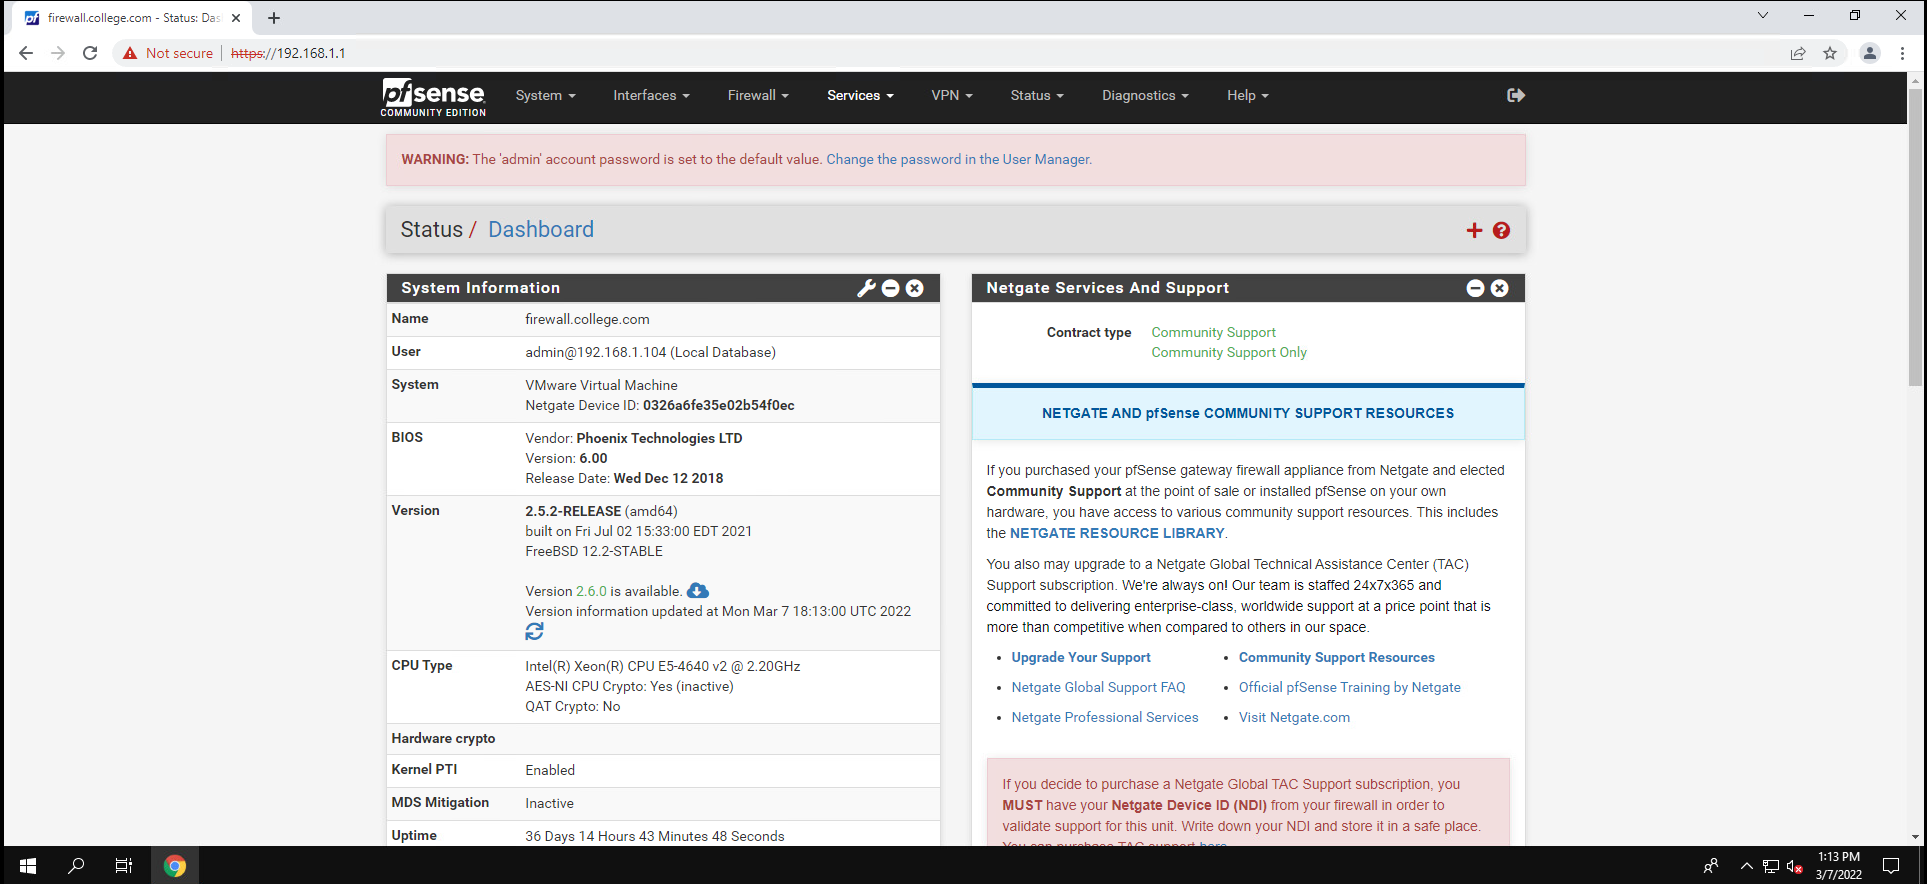 firewall.college.com - Status: Das
Not secure | https://192.168.1.1
pfsense
COMMUNITY EDITION
System
Interfaces
Firewall
Services
VPN
Status
Diagnostics
Help
WARNING: The 'admin' account password is set to the default value. Change the password in the User Manager.
Status / Dashboard
System Information
Name firewall.college.com
User admin@192.168.1.104 (Local Database)
System VMware Virtual Machine
Netgate Device ID: 0326a6fe35e02b54f0ec
BIOS Vendor: Phoenix Technologies LTD
Version: 6.00
Release Date: Wed Dec 12 2018
Version 2.5.2-RELEASE (amd64)
built on Fri Jul 02 15:33:00 EDT 2021
FreeBSD 12.2-STABLE
Version 2.6.0 is available.
Version information updated at Mon Mar 7 18:13:00 UTC 2022
CPU Type Intel(R) Xeon(R) CPU E5-4640 v2 @ 2.20GHz
AES-NI CPU Crypto: Yes (inactive)
QAT Crypto: No
Hardware crypto
Kernel PTI Enabled
MDS Mitigation Inactive
Uptime 36 Days 14 Hours 43 Minutes 48 Seconds
Netgate Services And Support
Contract type Community Support
Community Support Only
NETGATE AND pfSense COMMUNITY SUPPORT RESOURCES
If you purchased your pfSense gateway firewall appliance from Netgate and elected
Community Support at the point of sale or installed pfSense on your own
hardware, you have access to various community support resources. This includes
the NETGATE RESOURCE LIBRARY.
You also may upgrade to a Netgate Global Technical Assistance Center (TAC)
Support subscription. We're always on! Our team is staffed 24x7x365 and
committed to delivering enterprise-class, worldwide support at a price point that is
more than competitive when compared to others in our space.
• Upgrade Your Support
• Community Support Resources
• Netgate Global Support FAQ
• Official pfSense Training by Netgate
• Netgate Professional Services
• Visit Netgate.com
If you decide to purchase a Netgate Global TAC Support subscription, you
MUST have your Netgate Device ID (NDI) from your firewall in order to
validate support for this unit. Write down your NDI and store it in a safe place.
You can purchase TAC support here.
1:13 PM
3/7/2022